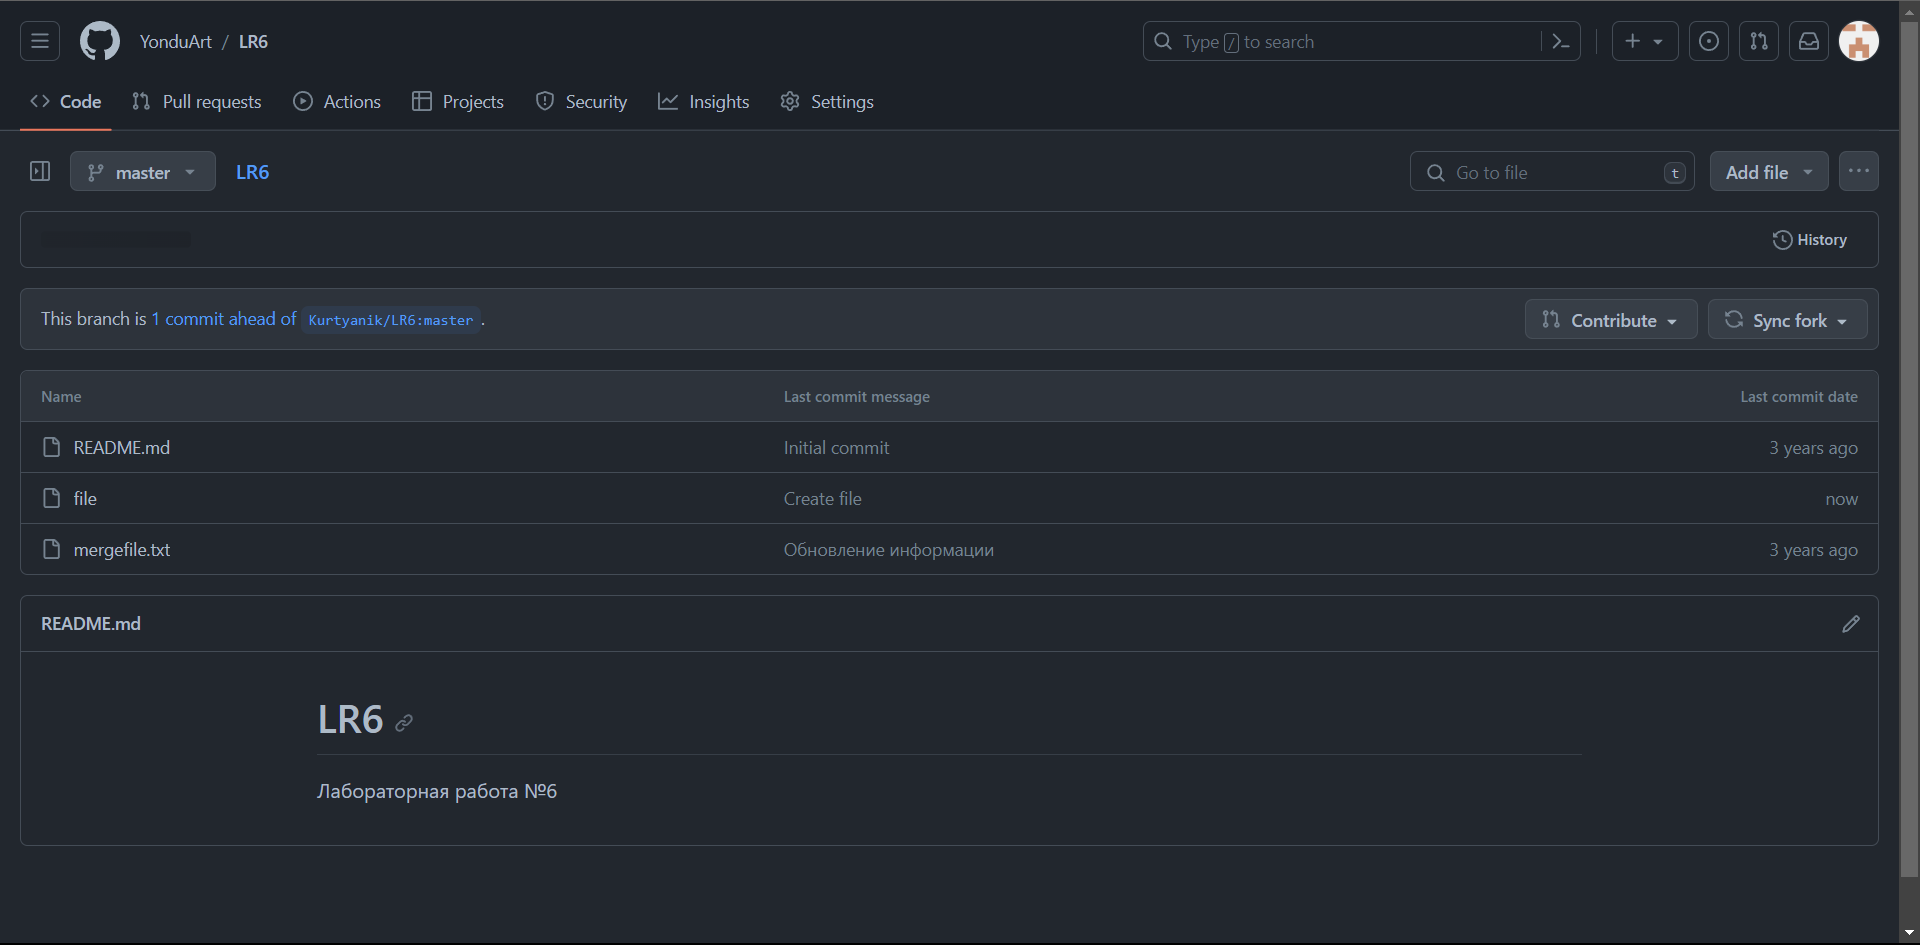 YonduArt / LR6
Type / to search
Code
Pull requests
Actions
Projects
Security
Insights
Settings
master
LR6
Go to file
t
Add file
History
This branch is 1 commit ahead of Kurtyanik/LR6:master .
Contribute
Sync fork
Name
Last commit message
Last commit date
README.md
Initial commit
3 years ago
file
Create file
now
mergefile.txt
Обновление информации
3 years ago
README.md
LR6
Лабораторная работа №6